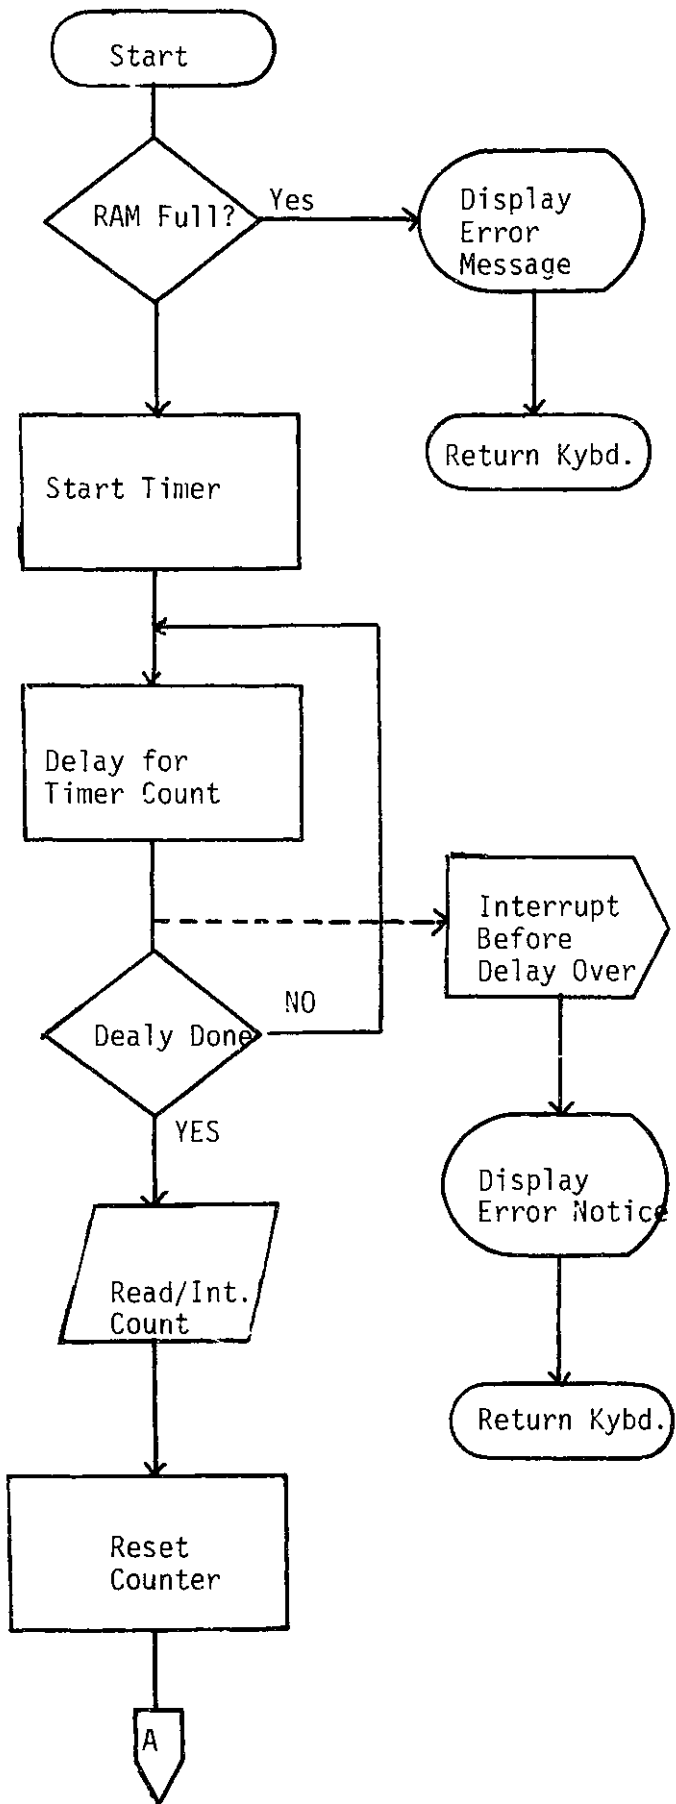 Start
RAM Full?
Yes
Display
Error
Message
Return Kybd.
Start Timer
Delay for
Timer Count
Interrupt
Before
Delay Over
NO
Dealy Done
YES
Display
Error Notice
Read/Int.
Count
Return Kybd.
Reset
Counter
A